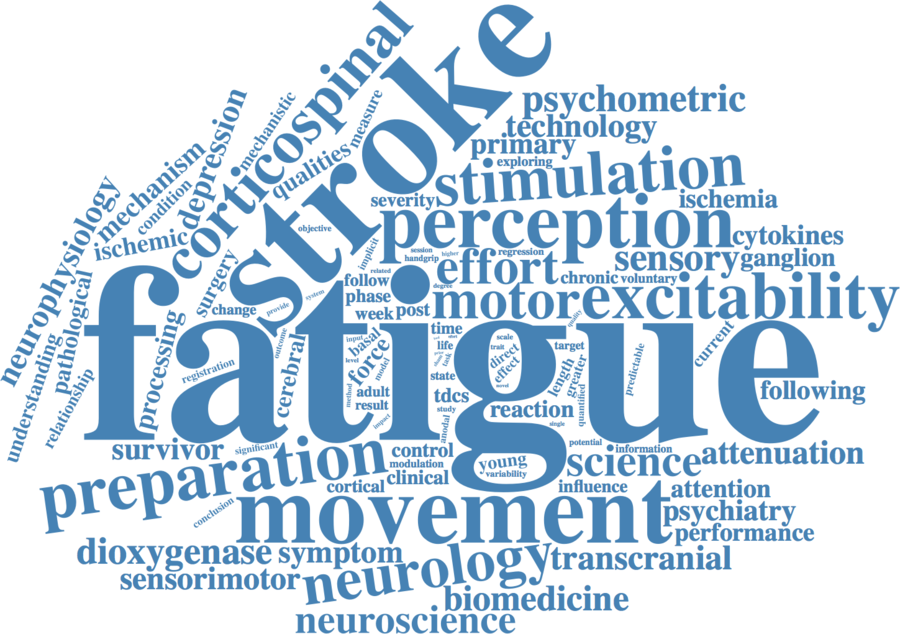 stroke
corticospinal
psychometric
technology
primary
exploring
mechanistic
measure
depression
qualities
mechanism
condition
stimulation
severity
ischemia
neurophysiology
ischemic
perception
cytokines
objective
implicit
session
handgrip
higher
regression
sensory
ganglion
effort
chronic
voluntary
related
follow
degree
surgery
system
phase
motor
excitability
pathological
change
provide
week
post
fatigue
time
quality
understanding
processing
outcome
input
basal
life
scale
trait
target
current
cerebral
level
force
model
direct
effect
novel
predictable
relationship
registration
state
task
length
greater
quantified
following
method
adult
result
impact
tdcs
study
anodal
reaction
single
survivor
significant
control
potential
information
attenuation
preparation
modulation
clinical
young
variability
science
cortical
influence
attention
conclusion
movement
psychiatry
performance
dioxygenase
symptom
neurology
transcranial
sensorimotor
biomedicine
neuroscience